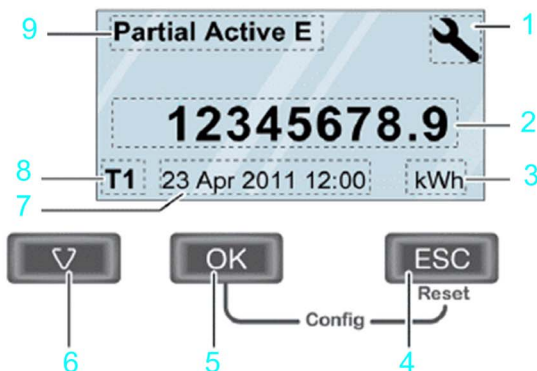 9 Partial Active E 1
12345678.9 2
8 T1 23 Apr 2011 12:00 kWh 3
7
OK ESC
Reset
Config
6 5 4